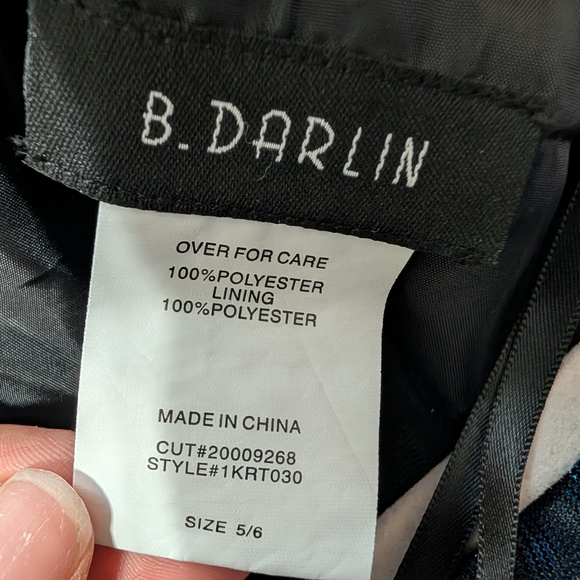 B. DARLIN
OVER FOR CARE
100%POLYESTER
LINING
100%POLYESTER
MADE IN CHINA
CUT#20009268
STYLE#1KRT030
SIZE 5/6